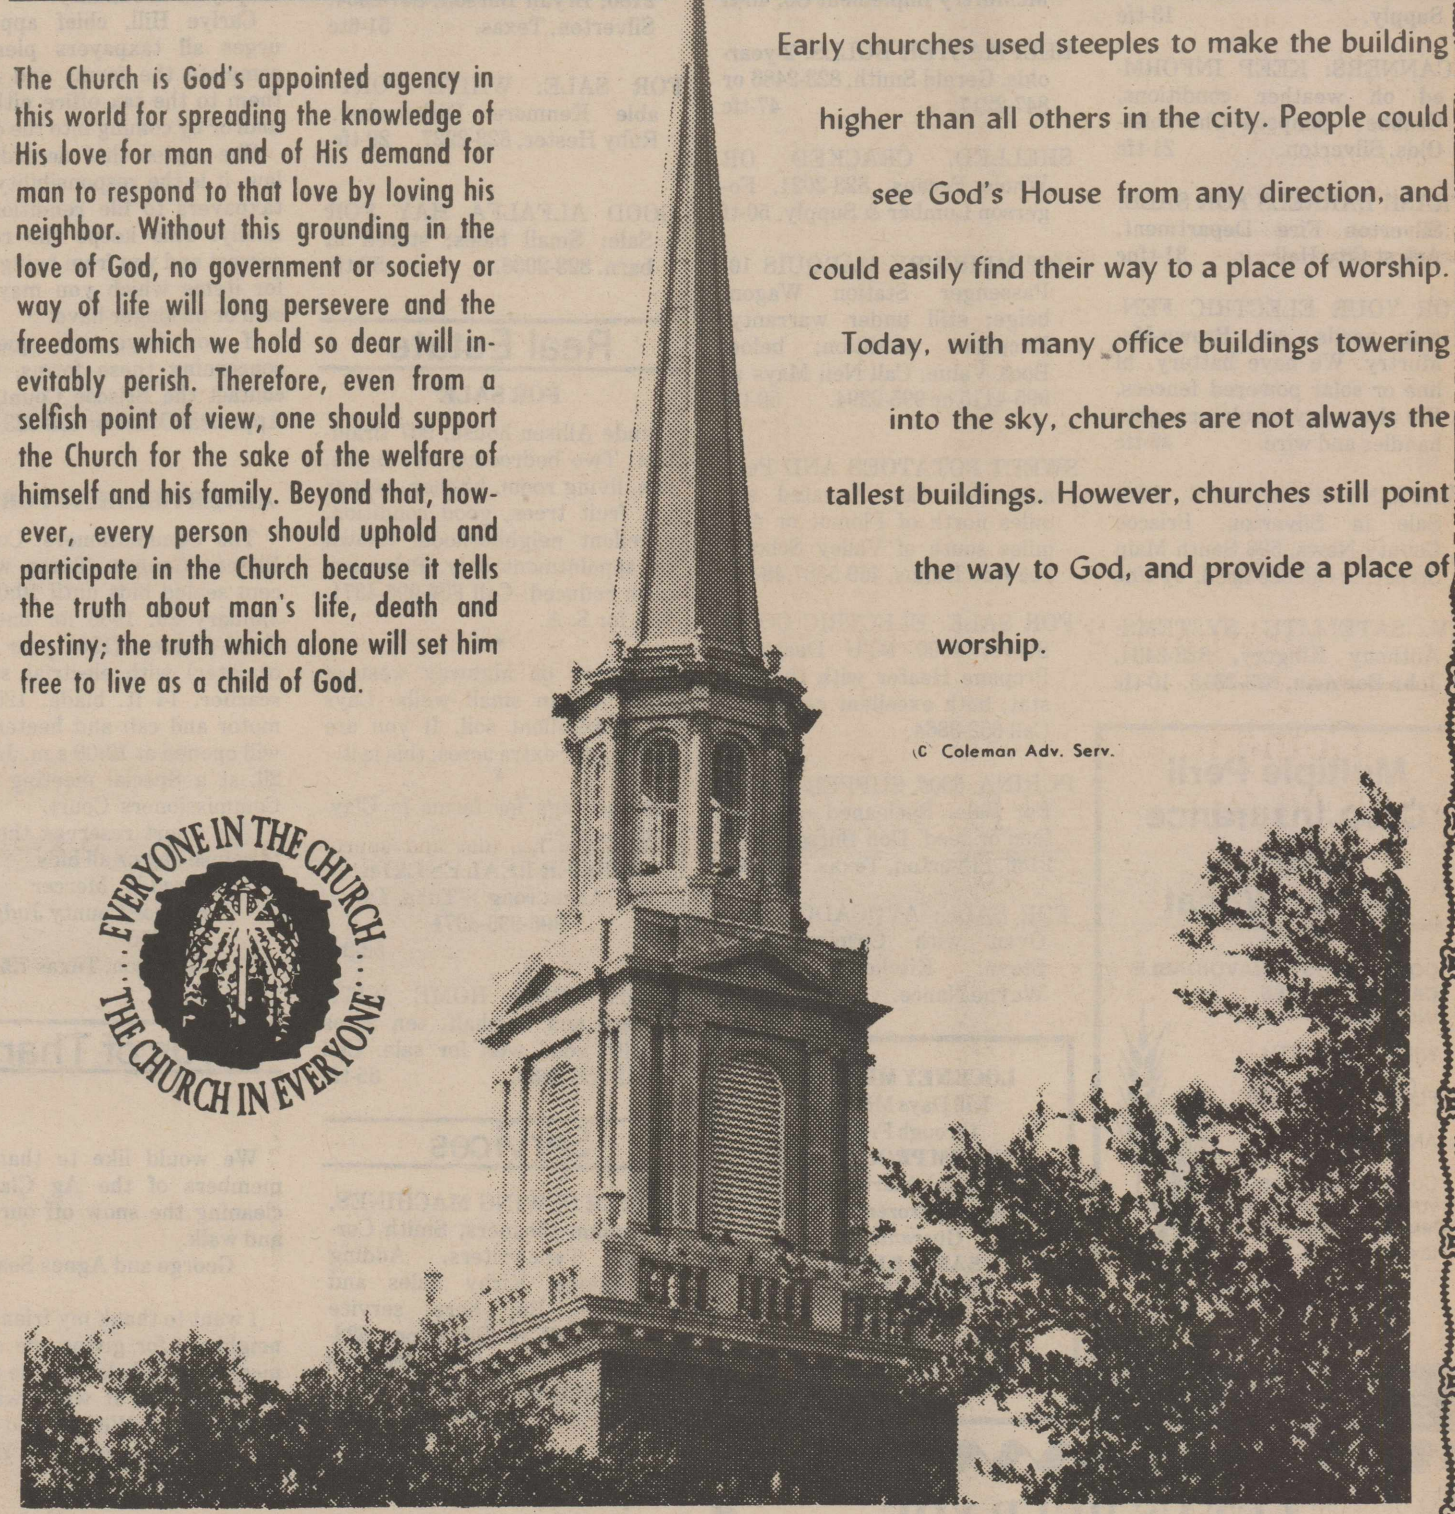 The Church is God's appointed agency in
this world for spreading the knowledge of
His love for man and of His demand for
man to respond to that love by loving his
neighbor. Without this grounding in the
love of God, no government or society or
way of life will long persevere and the
freedoms which we hold so dear will in-
evitably perish. Therefore, even from a
selfish point of view, one should support
the Church for the sake of the welfare of
himself and his family. Beyond that, how-
ever, every person should uphold and
participate in the Church because it tells
the truth about man's life, death and
destiny; the truth which alone will set him
free to live as a child of God.
Early churches used steeples to make the building
higher than all others in the city. People could
see God's House from any direction, and
could easily find their way to a place of worship.
Today, with many office buildings towering
into the sky, churches are not always the
tallest buildings. However, churches still point
the way to God, and provide a place of
worship.
(C Coleman Adv. Serv.
EVERYONE IN THE CHURCH
THE CHURCH IN EVERYONE